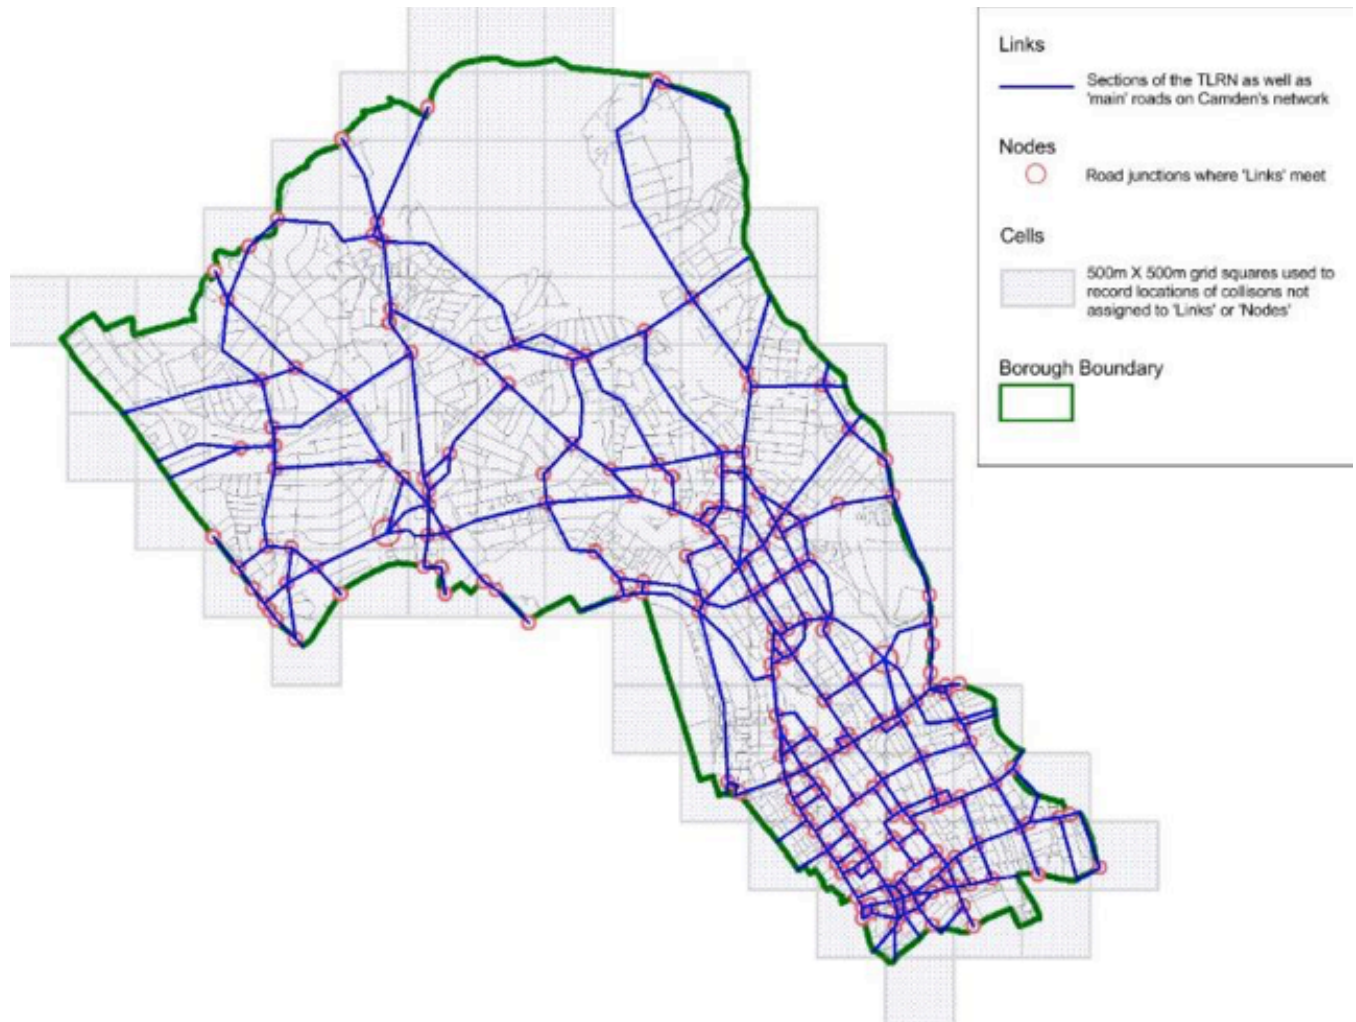 Links
Sections of the TLRN as well as
'main' roads on Camden's network
Nodes
Road junctions where 'Links' meet
Cells
500m X 500m grid squares used to
record locations of collisons not
assigned to 'Links' or 'Nodes'
Borough Boundary